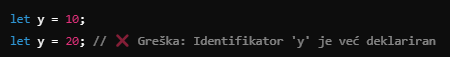 let y = 10;
let y = 20; // ❌ Greška: Identifikator 'y' je već deklariran